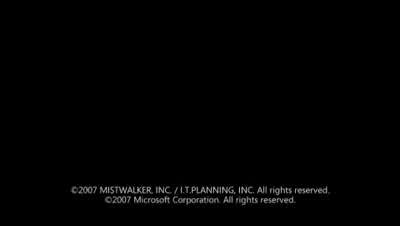 ©2007 MISTWALKER, INC. / I.T.PLANNING, INC. All rights reserved.
©2007 Microsoft Corporation. All rights reserved.